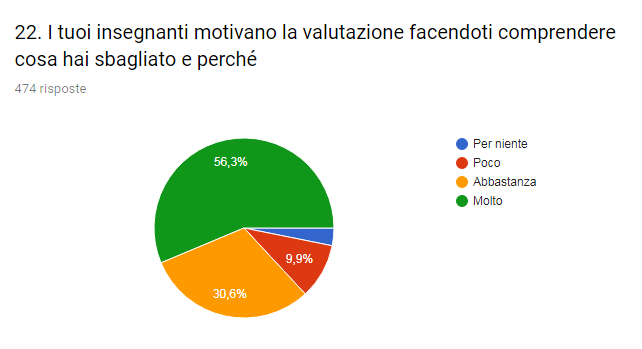 22. I tuoi insegnanti motivano la valutazione facendoti comprendere
cosa hai sbagliato e perché
474 risposte
Per niente
Poco
Abbastanza
Molto
56,3%
9,9%
30,6%